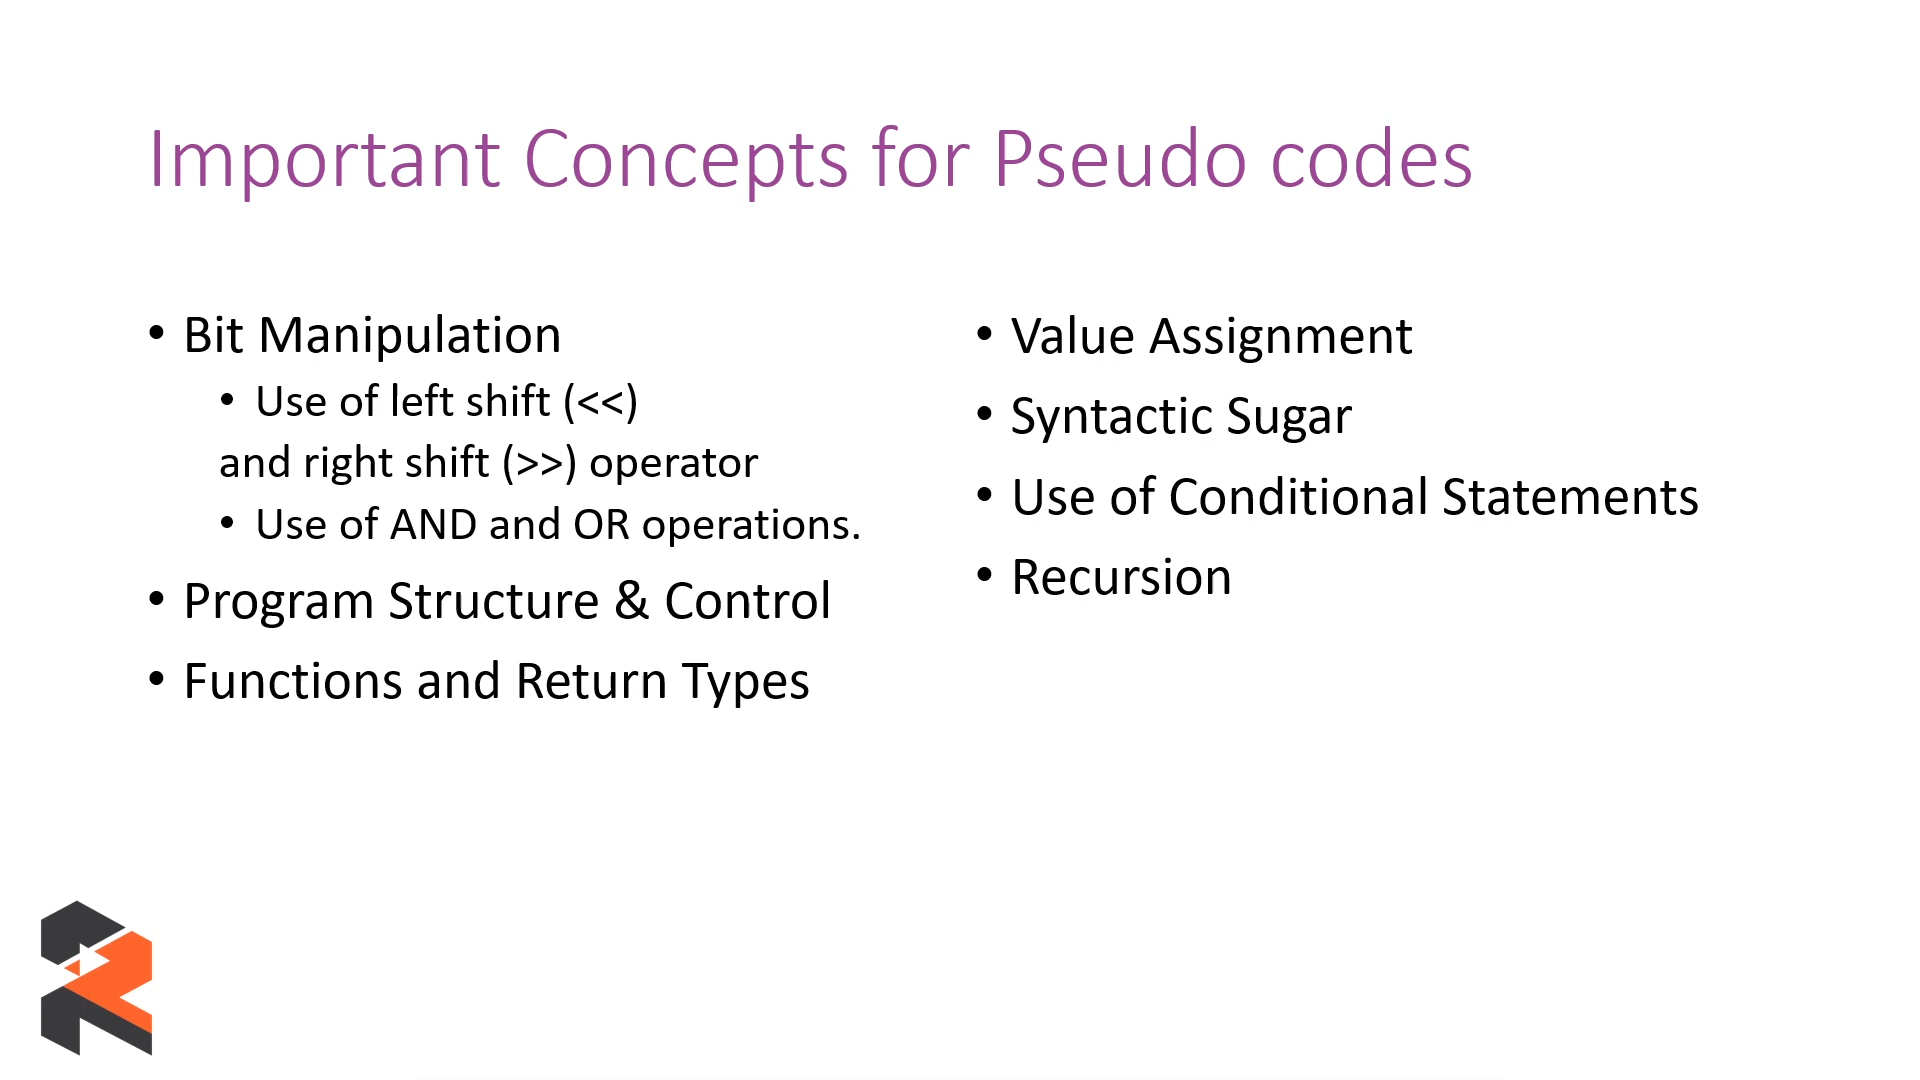 Important Concepts for Pseudo codes
• Bit Manipulation
• Use of left shift (<<)
and right shift (>>) operator
• Use of AND and OR operations.
• Program Structure & Control
• Functions and Return Types
• Value Assignment
• Syntactic Sugar
• Use of Conditional Statements
• Recursion